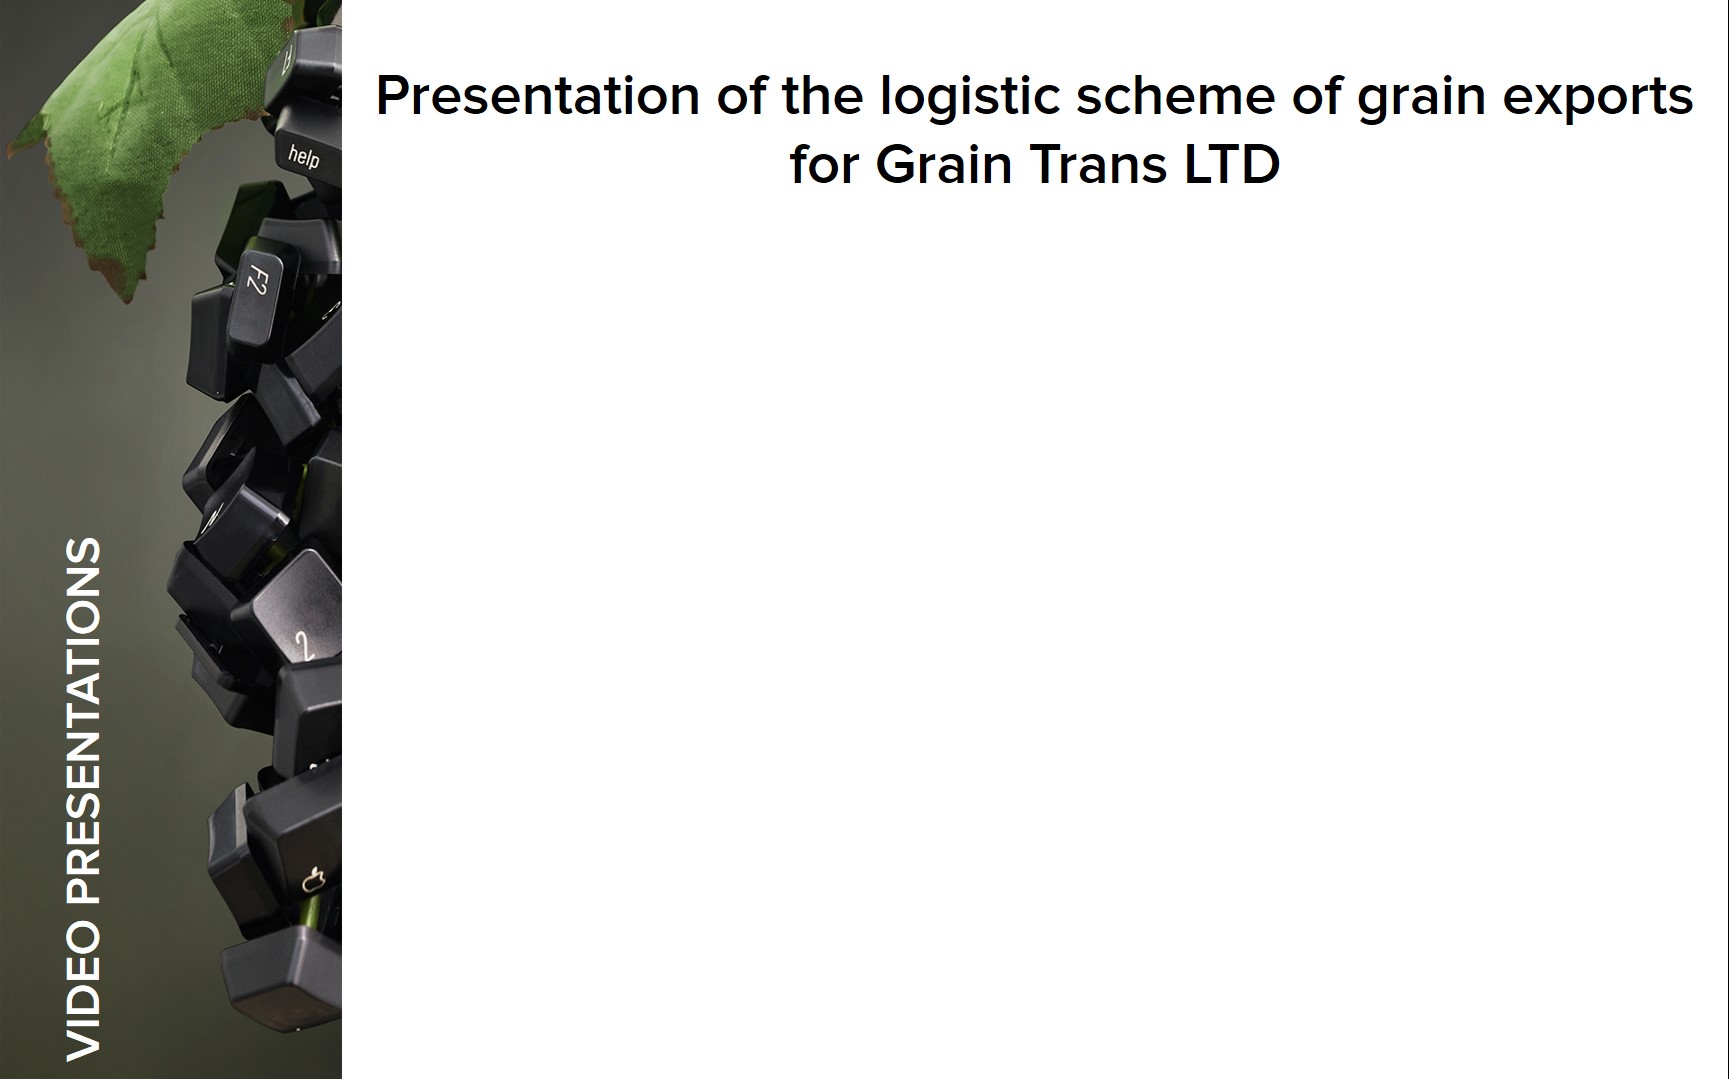 Presentation of the logistic scheme of grain exports
for Grain Trans LTD
VIDEO PRESENTATIONS
help
F2
2